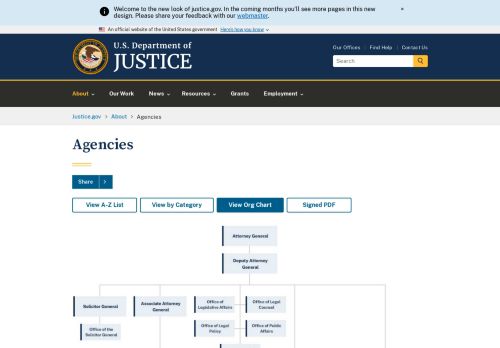 Welcome to the new look of justice.gov. In the coming months you'll see more pages in this new
design. Please share your feedback with our webmaster.
×
An official website of the United States government Here's how you know
U.S. Department of
JUSTICE
Our Offices | Find Help | Contact Us
Search
About Our Work News Resources Grants Employment
Justice.gov > About > Agencies
Agencies
Share >
View A-Z List View by Category View Org Chart Signed PDF
Attorney General
Deputy Attorney
General
Solicitor General
Associate Attorney
General
Office of
Legislative Affairs
Office of Legal
Counsel
Office of the
Solicitor General
Office of Legal
Policy
Office of Public
Affairs